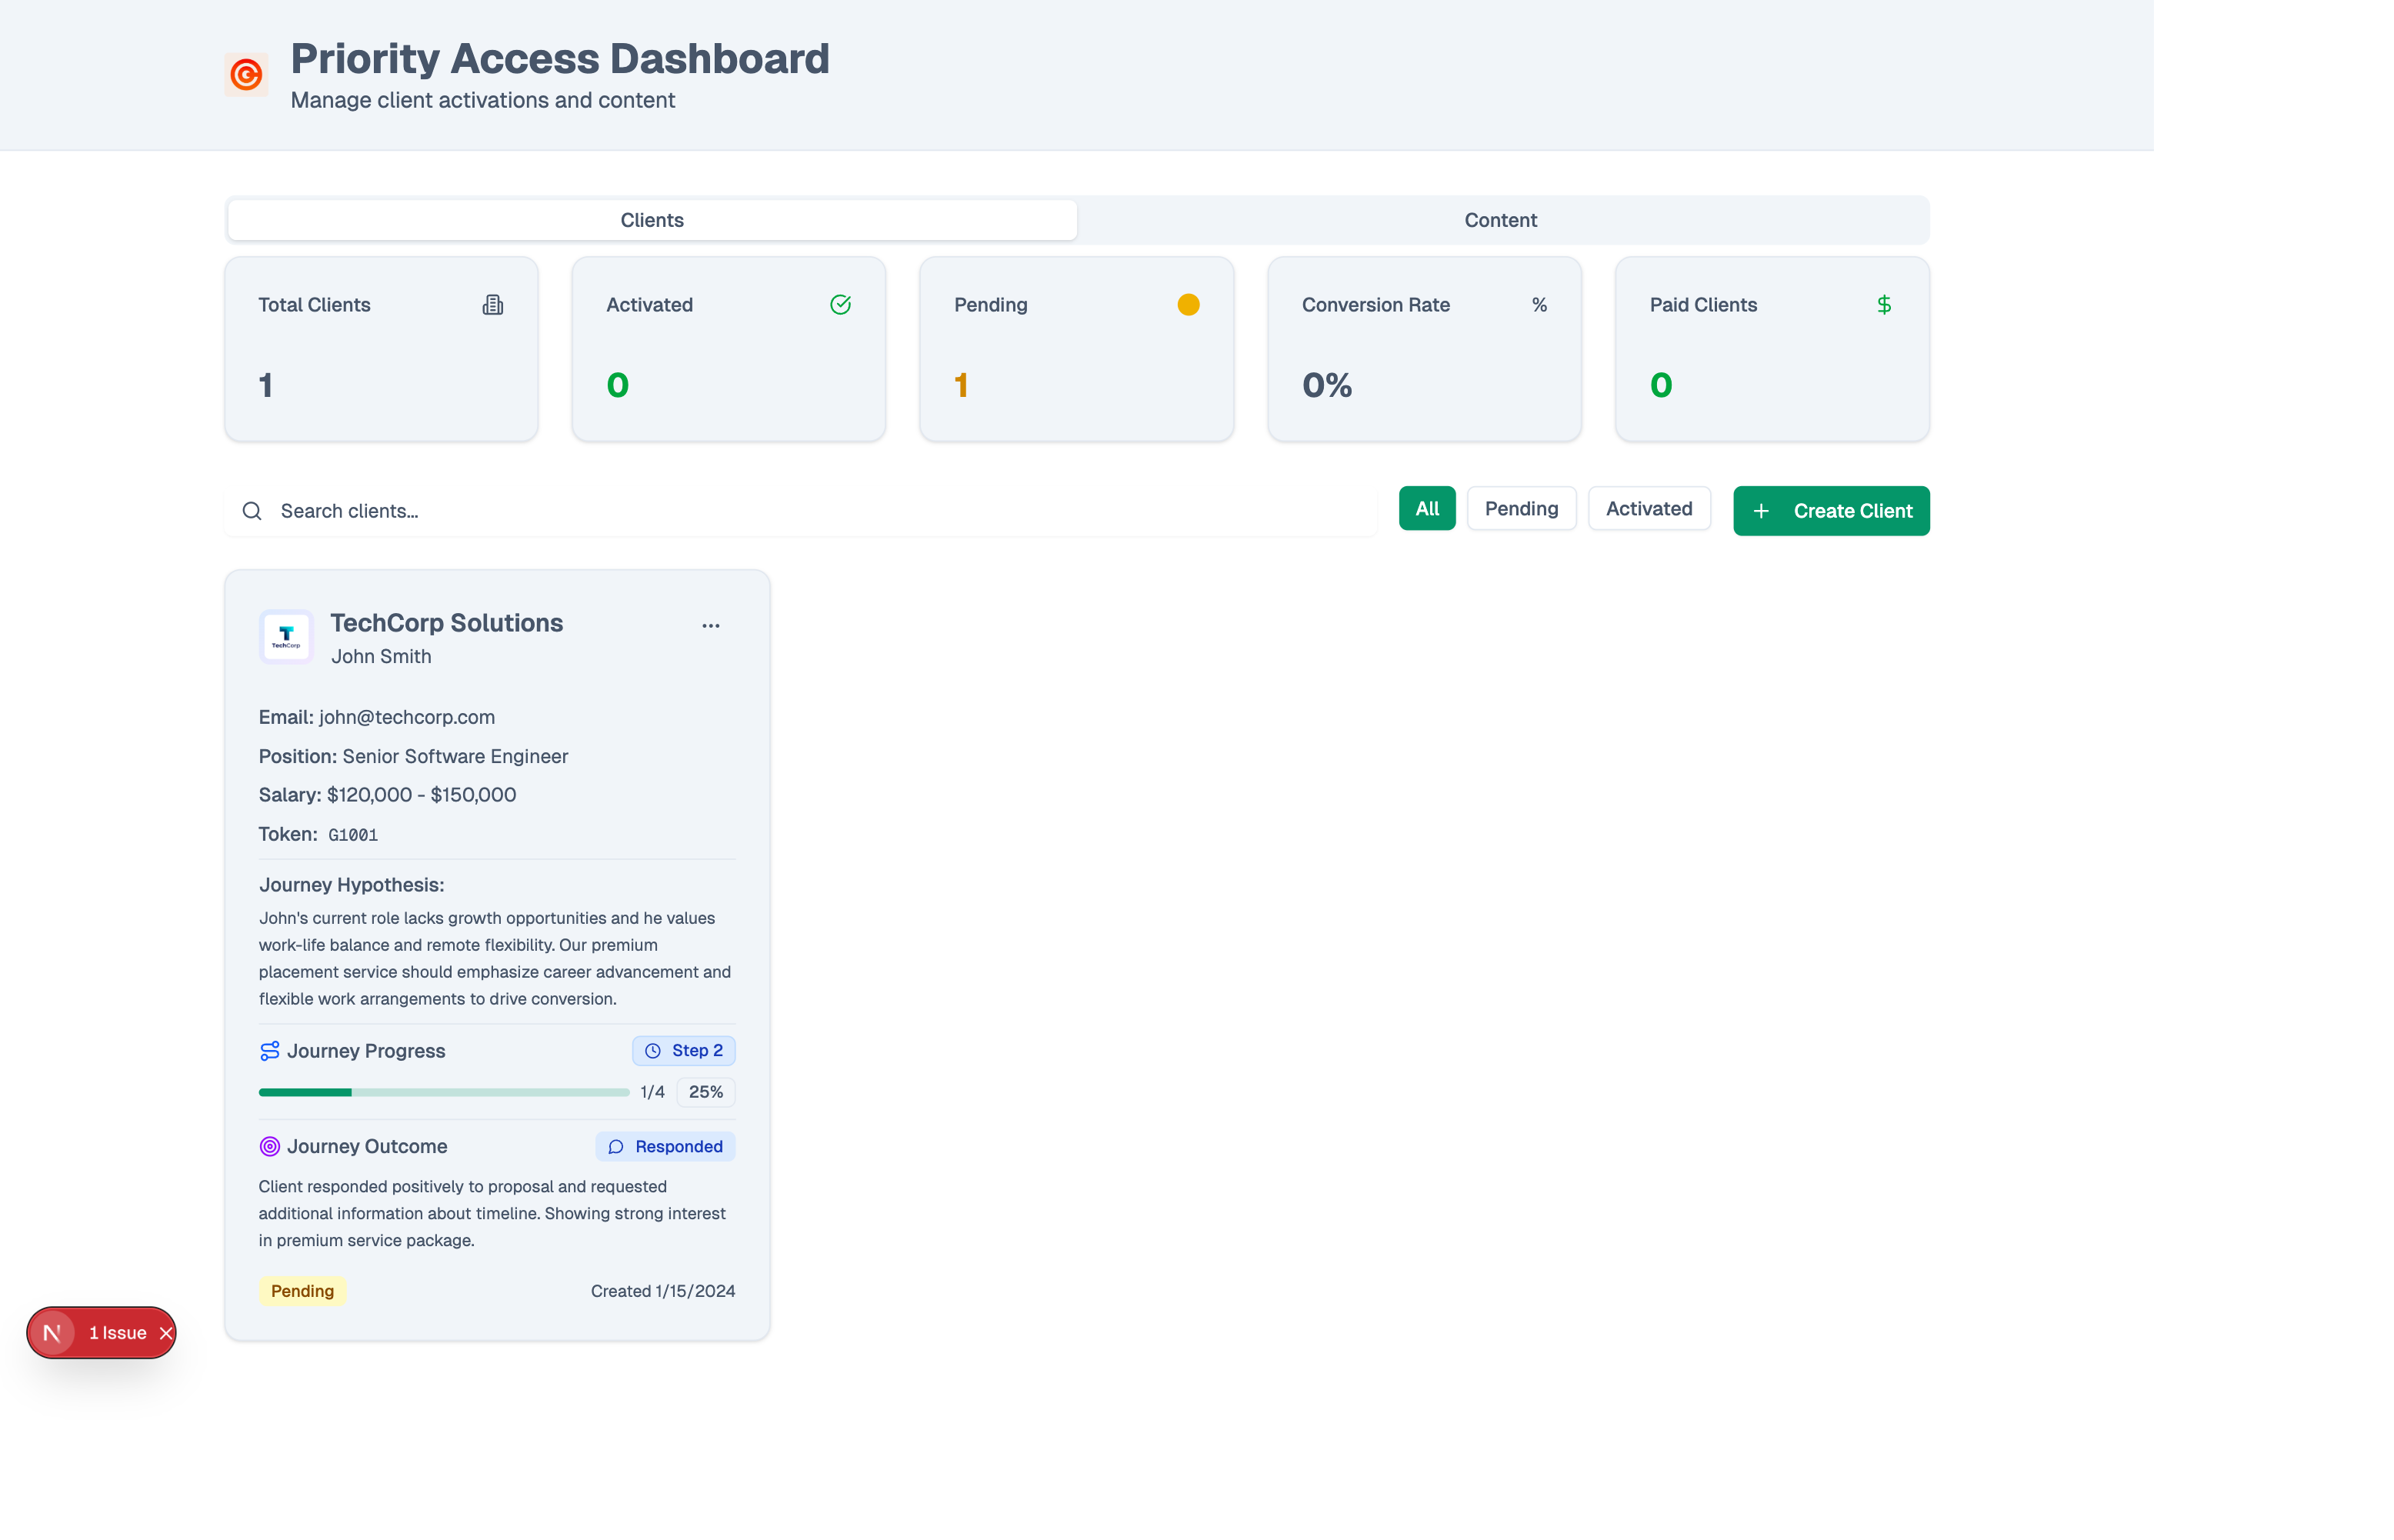 Priority Access Dashboard
Manage client activations and content
Clients
Content
Total Clients
Activated
Pending
Conversion Rate %
Paid Clients
1
0
1
0%
0
Search clients...
All
Pending
Activated
Create Client
TechCorp
TechCorp Solutions
John Smith
Email: john@techcorp.com
Position: Senior Software Engineer
Salary: $120,000 - $150,000
Token: G1001
Journey Hypothesis:
John's current role lacks growth opportunities and he values
work-life balance and remote flexibility. Our premium
placement service should emphasize career advancement and
flexible work arrangements to drive conversion.
Journey Progress
Step 2
1/4
25%
Journey Outcome
Responded
Client responded positively to proposal and requested
additional information about timeline. Showing strong interest
in premium service package.
Pending
Created 1/15/2024
N
1 Issue